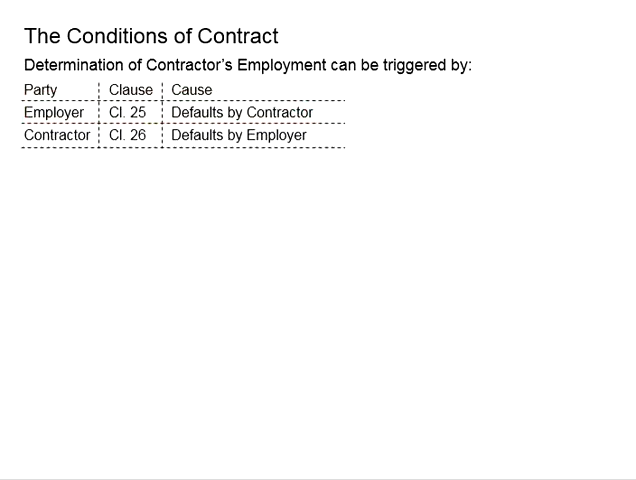 The Conditions of Contract
Determination of Contractor's Employment can be triggered by:
Party Clause Cause
Employer Cl. 25 Defaults by Contractor
Contractor Cl. 26 Defaults by Employer